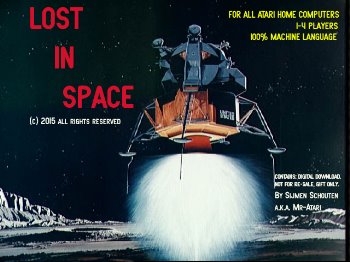 LOST
IN
SPACE
(c) 2015 ALL RIGHTS RESERVED
FOR ALL ATARI HOME COMPUTERS
1-4 PLAYERS
100% MACHINE LANGUAGE
CONTAINS: DIGITAL DOWNLOAD.
NOT FOR RE-SALE, GIFT ONLY.
BY SIJMEN SCHOUTEN
A.K.A. MR-ATARI